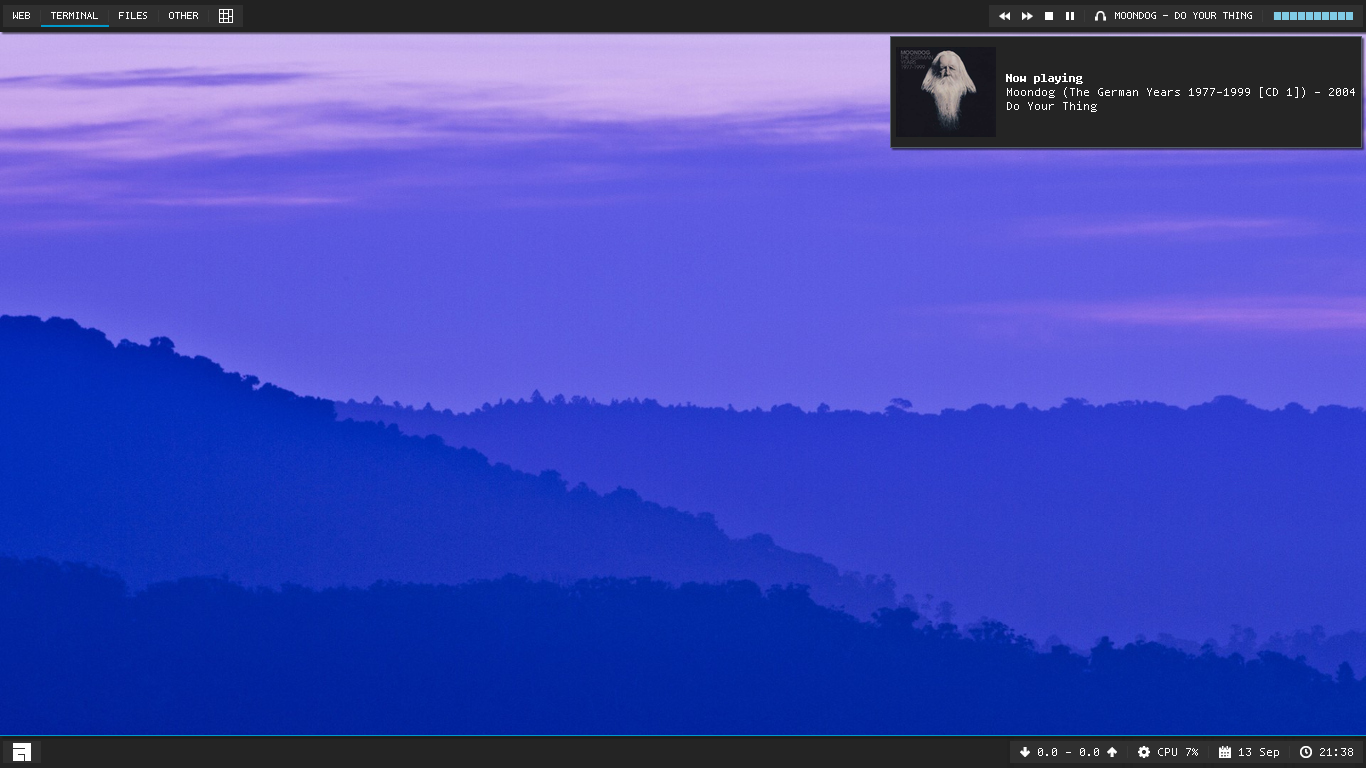 WEB TERMINAL FILES OTHER
MOONDOG - DO YOUR THING
MOONDOG
THE GERMAN
YEARS
1977-1999
Now playing
Moondog (The German Years 1977-1999 [CD 1]) - 2004
Do Your Thing
0.0 - 0.0 CPU 7% 13 Sep 21:38